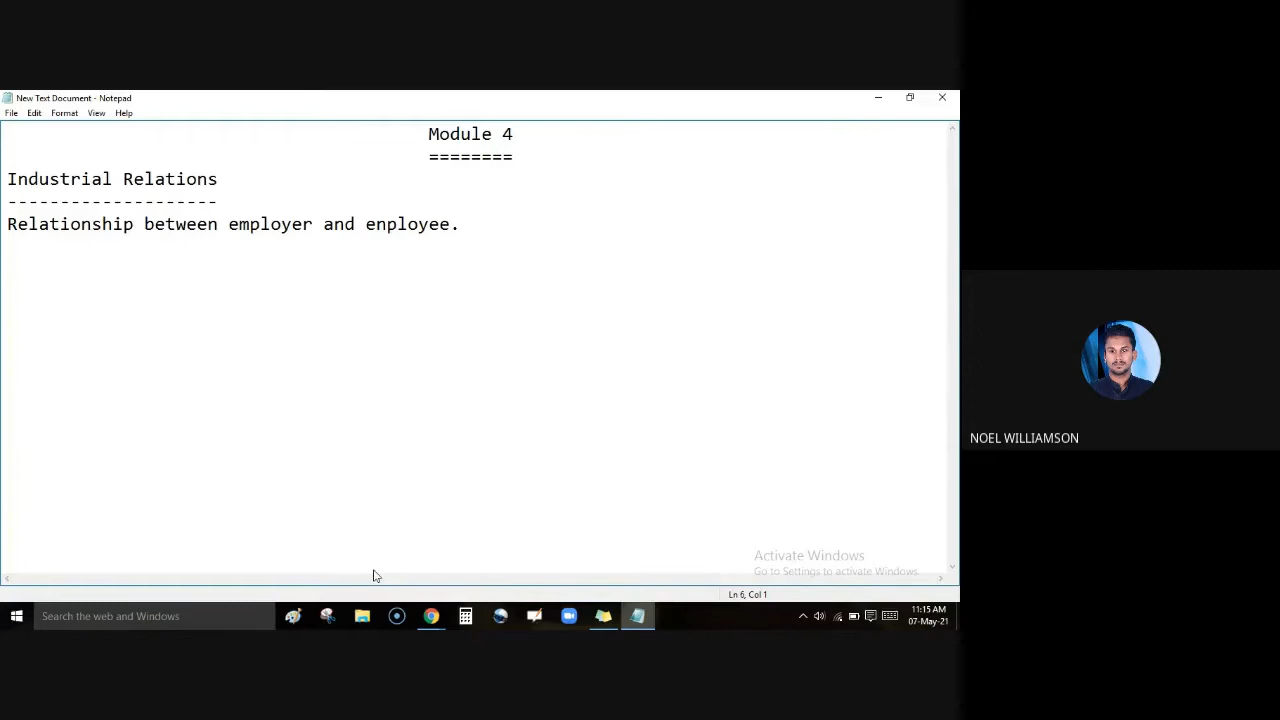 New Text Document - Notepad
File Edit Format View Help
Module 4
========
Industrial Relations
--------------------
Relationship between employer and enployee.
NOEL WILLIAMSON
Activate Windows
Go to Settings to activate Windows.
Ln 6, Col 1
Search the web and Windows
11:15 AM
07-May-21